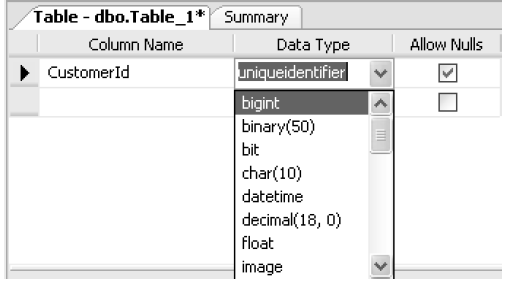 Table - dbo.Table_1* Summary
Column Name Data Type Allow Nulls
CustomerId uniqueidentifier
bigint
binary(50)
bit
char(10)
datetime
decimal(18, 0)
float
image